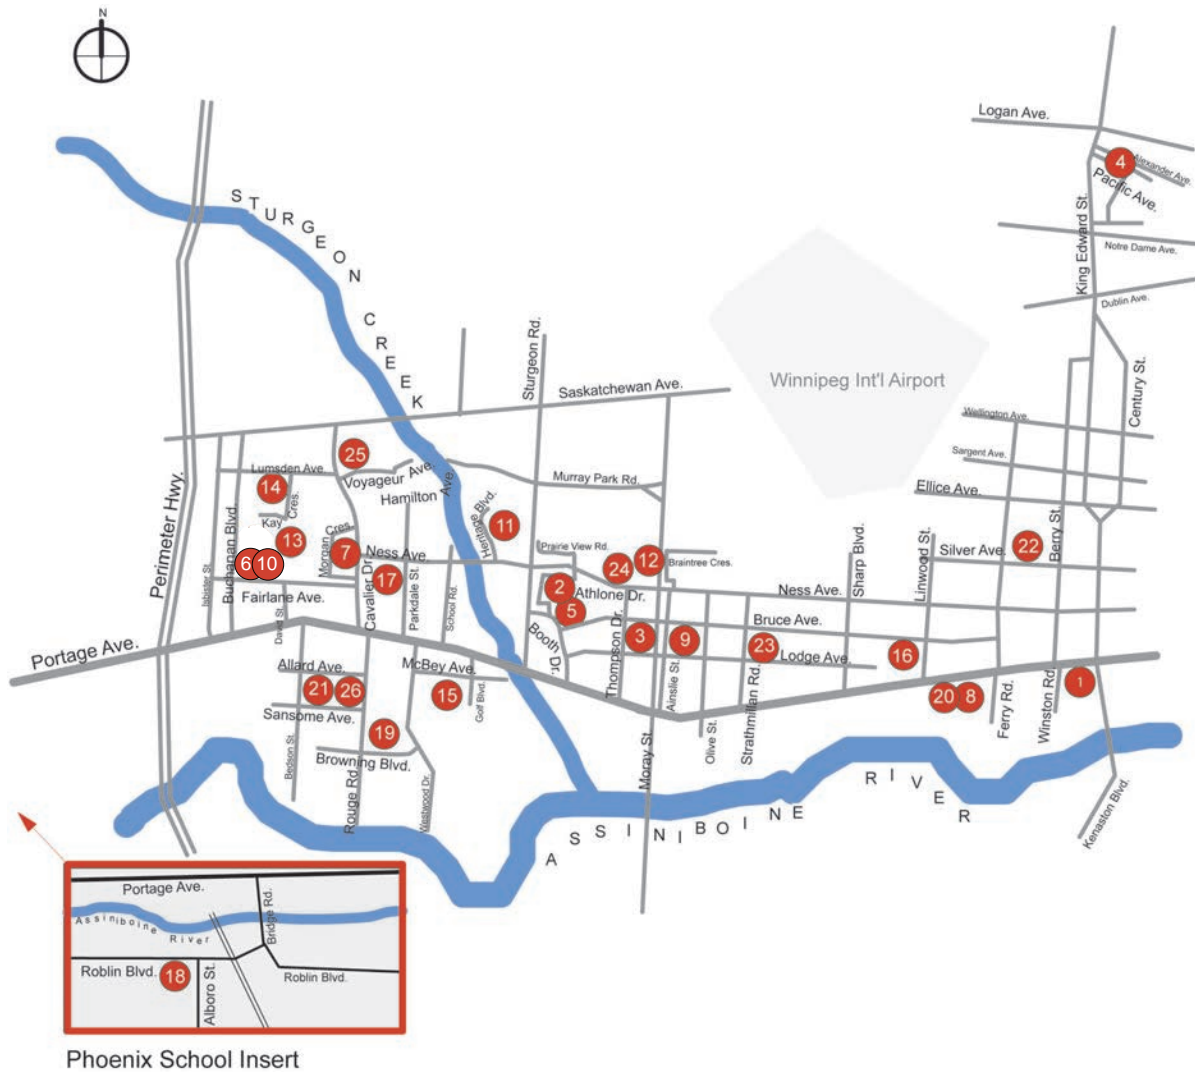 N
Logan Ave.
4
Alexander Ave.
Pacific Ave.
King Edward St.
Notre Dame Ave.
Dublin Ave.
STURGEON CREEK
Winnipeg Int'l Airport
Century St.
Sturgeon Rd.
Saskatchewan Ave.
Wellington Ave.
Sargent Ave.
Ellice Ave.
Berry St.
25
Lumsden Ave.
Voyageur Ave.
Hamilton Ave.
Murray Park Rd.
14
Kay Cres.
Perimeter Hwy.
Buchanan Blvd.
13
Morgan Cres.
7
Ness Ave.
Heritage Blvd.
11
Prairie View Rd.
24
12
Braintree Cres.
Sharp Blvd.
Linwood St.
Silver Ave.
22
6
10
Isbister St.
Fairlane Ave.
Cavalier Dr.
17
Parkdale St.
School Rd.
2
Athlone Dr.
5
Ness Ave.
Bruce Ave.
David St.
Booth Dr.
Thompson Dr.
3
9
23
Lodge Ave.
16
Portage Ave.
Allard Ave.
McBey Ave.
21
26
15
Golf Blvd.
Ainslie St.
Strathmillan Rd.
20
8
1
Sansome Ave.
Ferry Rd.
Winston Rd.
19
Browning Blvd.
Bedson St.
Rouge Rd.
Westwood Dr.
Moray St.
Olive St.
ASSINIBOINE RIVER
Kenaston Blvd.
Portage Ave.
Assiniboine River
Bridge Rd.
Roblin Blvd.
18
Alboro St.
Roblin Blvd.
Phoenix School Insert